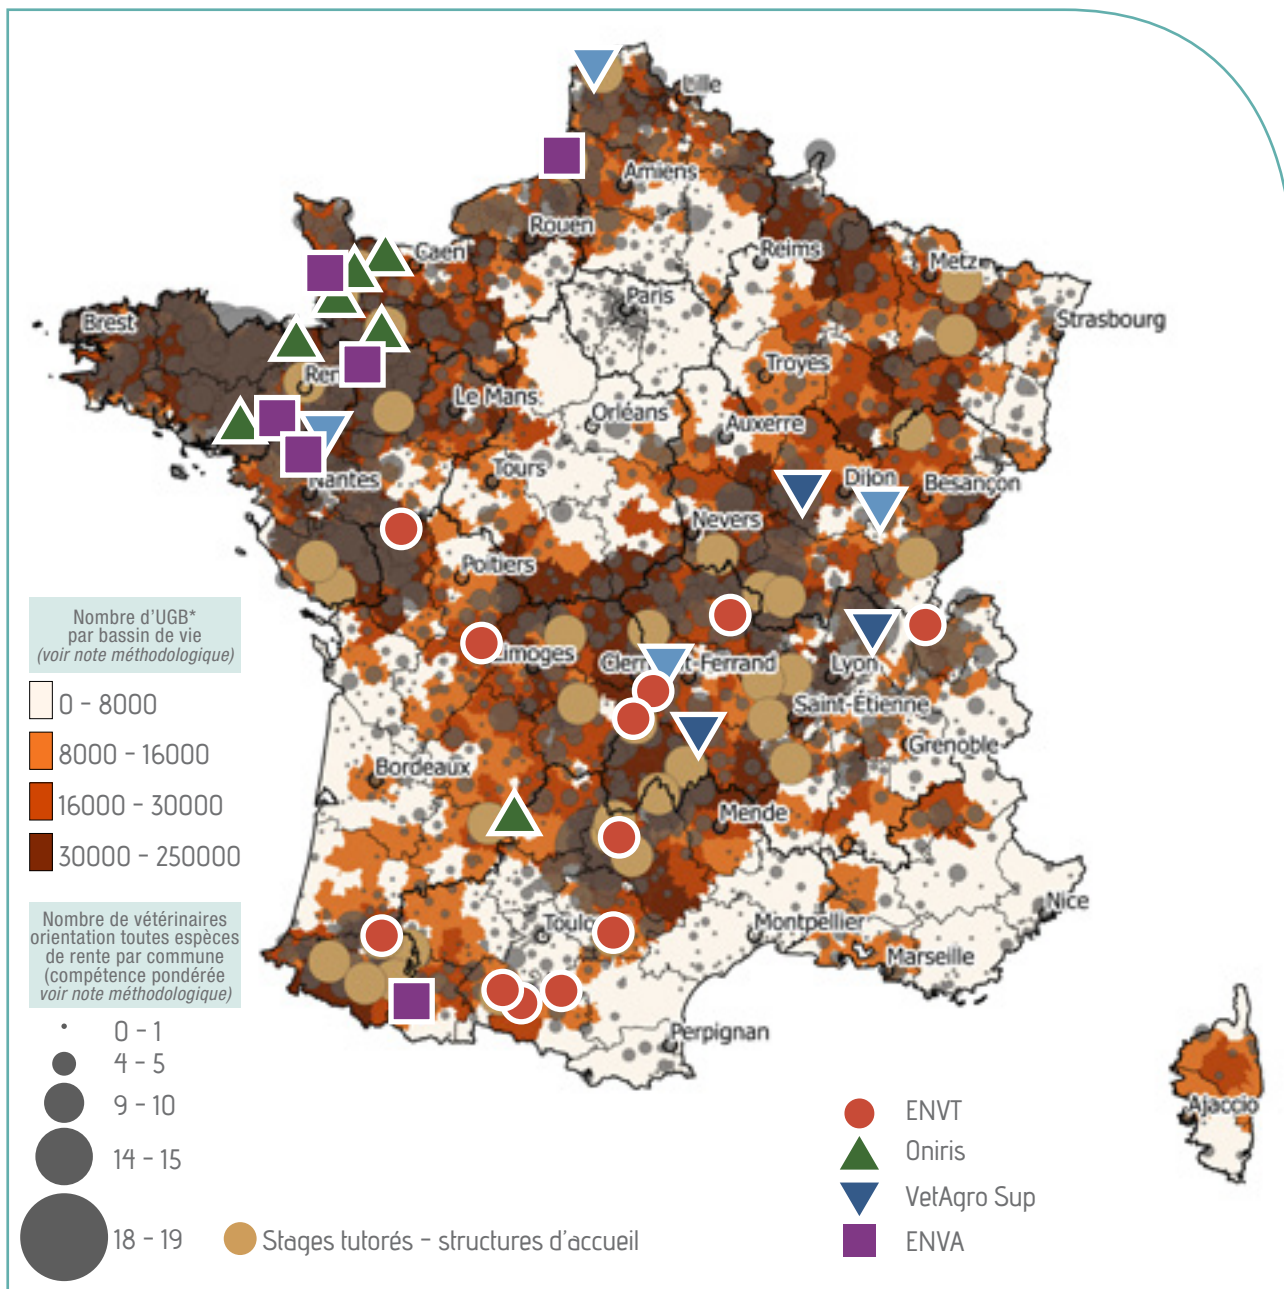 Lille
Amiens
Rouen
Caen
Reims
Metz
Paris
Brest
Strasbourg
Ren
Troyes
Le Mans
Orléans
Auxerre
Tours
Nantes
Dijon
Besançon
Nevers
Poitiers
Limoges
Clermont-Ferrand
Lyon
Saint-Étienne
Grenoble
Bordeaux
Mende
Nice
Toulo
Montpellier
Marseille
Perpignan
Ajaccio
Nombre d'UGB*
par bassin de vie
(voir note méthodologique)
0 – 8000
8000 – 16000
16000 – 30000
30000 – 250000
Nombre de vétérinaires
orientation toutes espèces
de rente par commune
(compétence pondérée
voir note méthodologique)
0 – 1
4 – 5
9 – 10
14 – 15
18 – 19
Stages tutorés – structures d'accueil
ENVT
Oniris
VetAgro Sup
ENVA